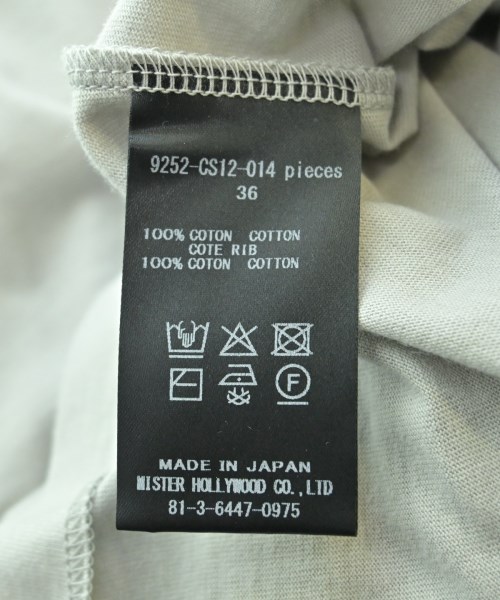 9252-CS12-014 pieces
36
100% COTON COTTON
COTE RIB
100% COTON COTTON
F
MADE IN JAPAN
MISTER HOLLYWOOD CO.,LTD
81-3-6447-0975